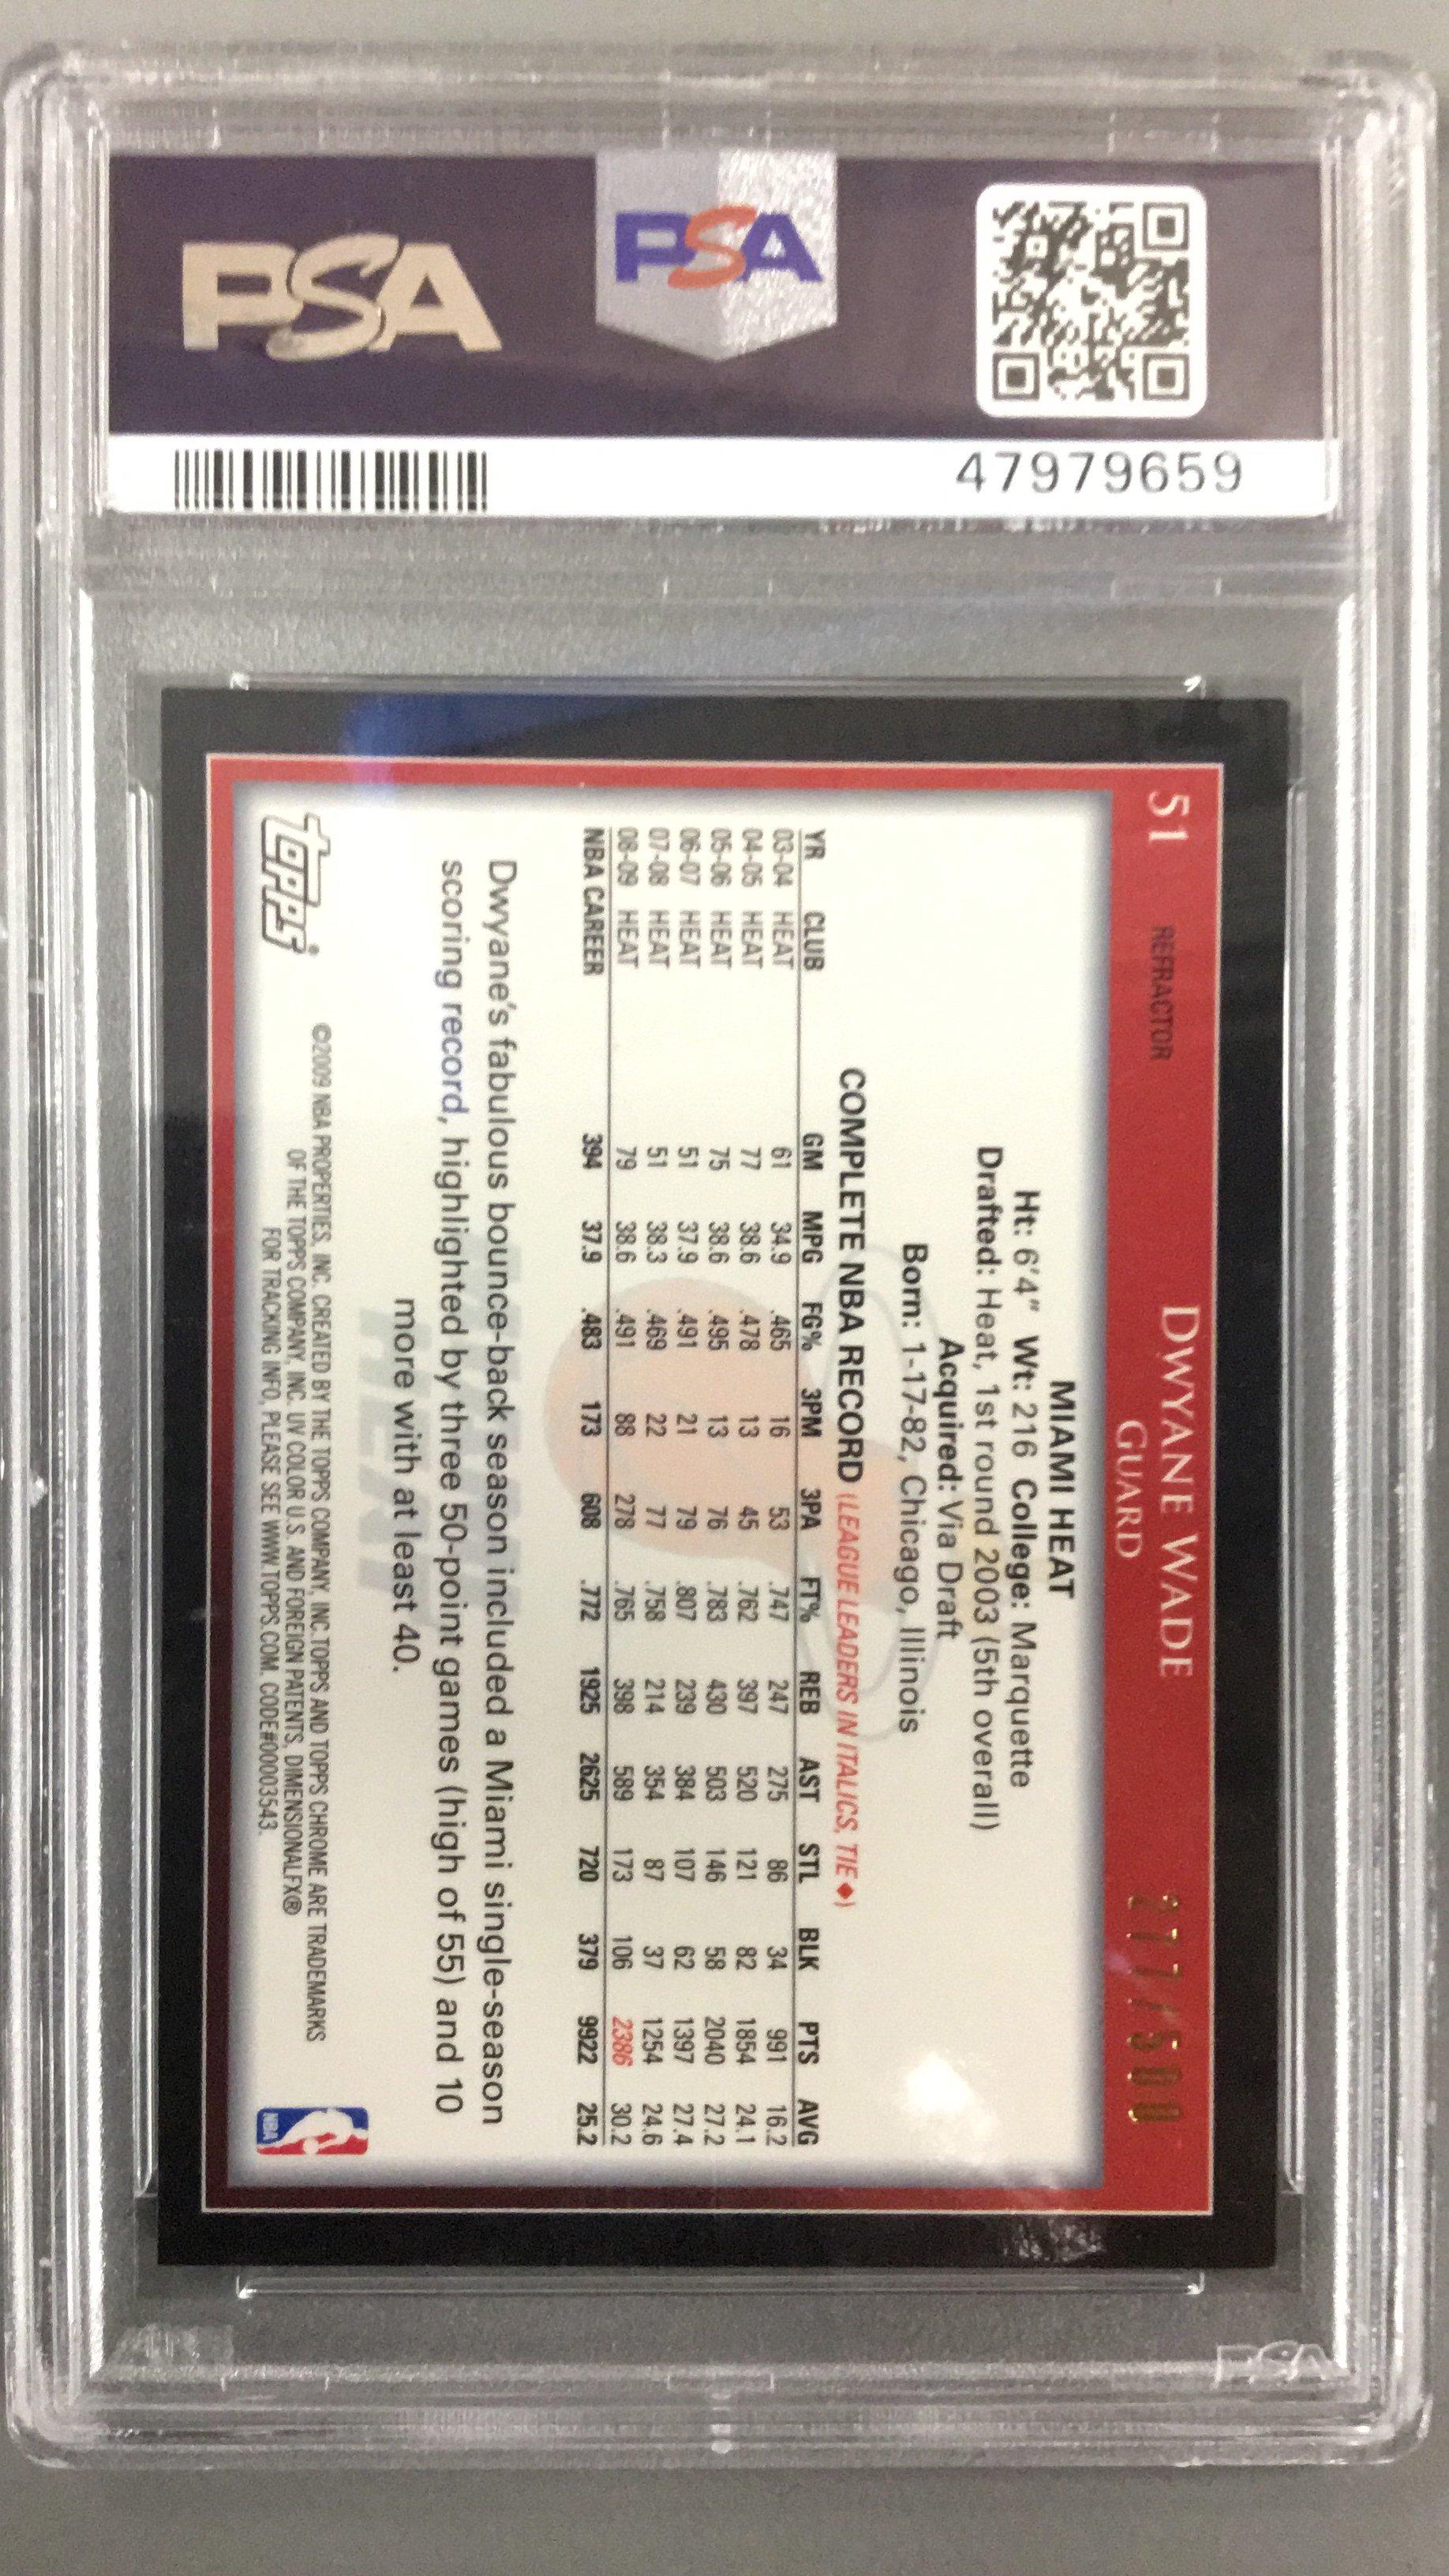 PSA
PSA
47979659
51 REFRACTOR DWYANE WADE 277/500
GUARD
MIAMI HEAT
Ht: 6'4" Wt: 216 College: Marquette
Drafted: Heat, 1st round 2003 (5th overall)
Acquired: Via Draft
Born: 1-17-82, Chicago, Illinois
COMPLETE NBA RECORD (LEAGUE LEADERS IN ITALICS, TIE ♦)
YR CLUB GM MPG FG% 3PM 3PA FT% REB AST STL BLK PTS AVG
03-04 HEAT 61 34.9 .465 16 53 .747 247 275 86 34 991 16.2
04-05 HEAT 77 38.6 .478 13 45 .762 397 520 121 82 1854 24.1
05-06 HEAT 75 38.6 .495 13 76 .783 430 503 146 58 2040 27.2
06-07 HEAT 51 37.9 .491 21 79 .807 239 384 107 62 1397 27.4
07-08 HEAT 51 38.3 .469 22 77 .758 214 354 87 37 1254 24.6
08-09 HEAT 79 38.6 .491 88 278 .765 398 589 173 106 2386 30.2
NBA CAREER 394 37.9 .483 173 608 .772 1925 2625 720 379 9922 25.2
Dwyane's fabulous bounce-back season included a Miami single-season
scoring record, highlighted by three 50-point games (high of 55) and 10
more with at least 40.
topps®
©2009 NBA PROPERTIES, INC. CREATED BY THE TOPPS COMPANY, INC. TOPPS AND TOPPS CHROME ARE TRADEMARKS
OF THE TOPPS COMPANY, INC. UV COLOR U.S. AND FOREIGN PATENTS, DIMENSIONALFX®
FOR TRACKING INFO, PLEASE SEE WWW.TOPPS.COM. CODE#00003543.
NBA
PSA